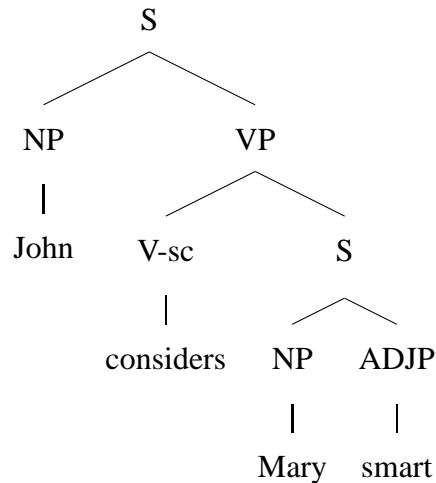 S
NP VP
John V-sc S
considers NP ADJP
Mary smart